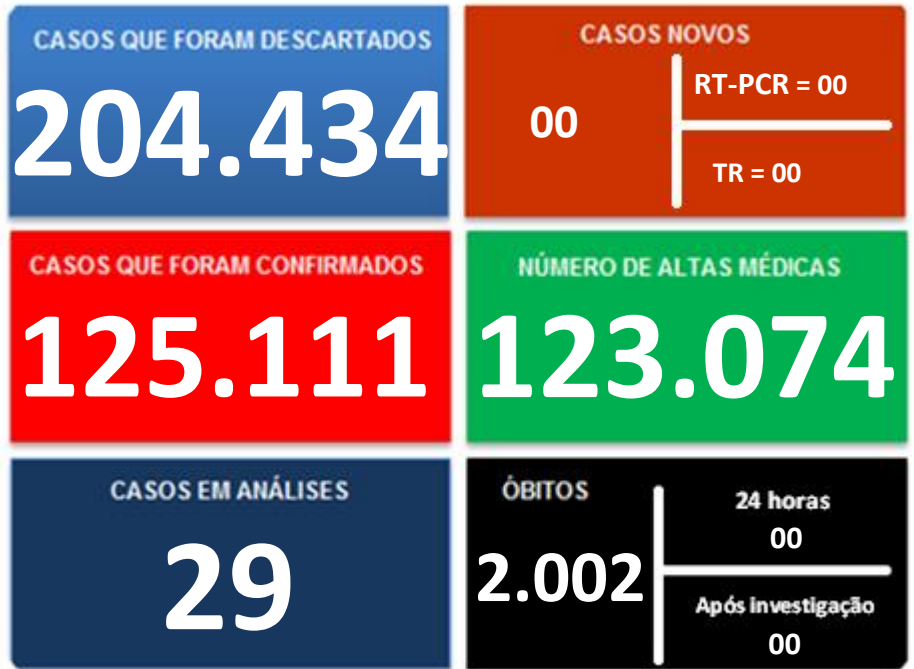 CASOS QUE FORAM DESCARTADOS
204.434
CASOS NOVOS
00
RT-PCR = 00
TR = 00
CASOS QUE FORAM CONFIRMADOS
125.111
NÚMERO DE ALTAS MÉDICAS
123.074
CASOS EM ANÁLISES
29
ÓBITOS
2.002
24 horas
00
Após investigação
00